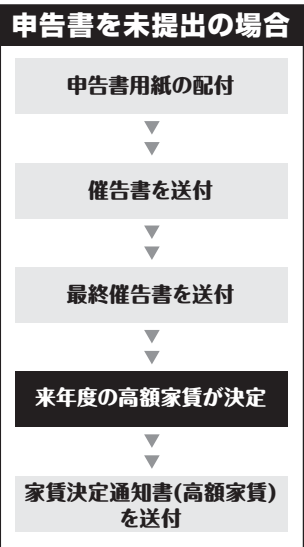 申告書を未提出の場合
申告書用紙の配付
催告書を送付
最終催告書を送付
来年度の高額家賃が決定
家賃決定通知書(高額家賃)
を送付